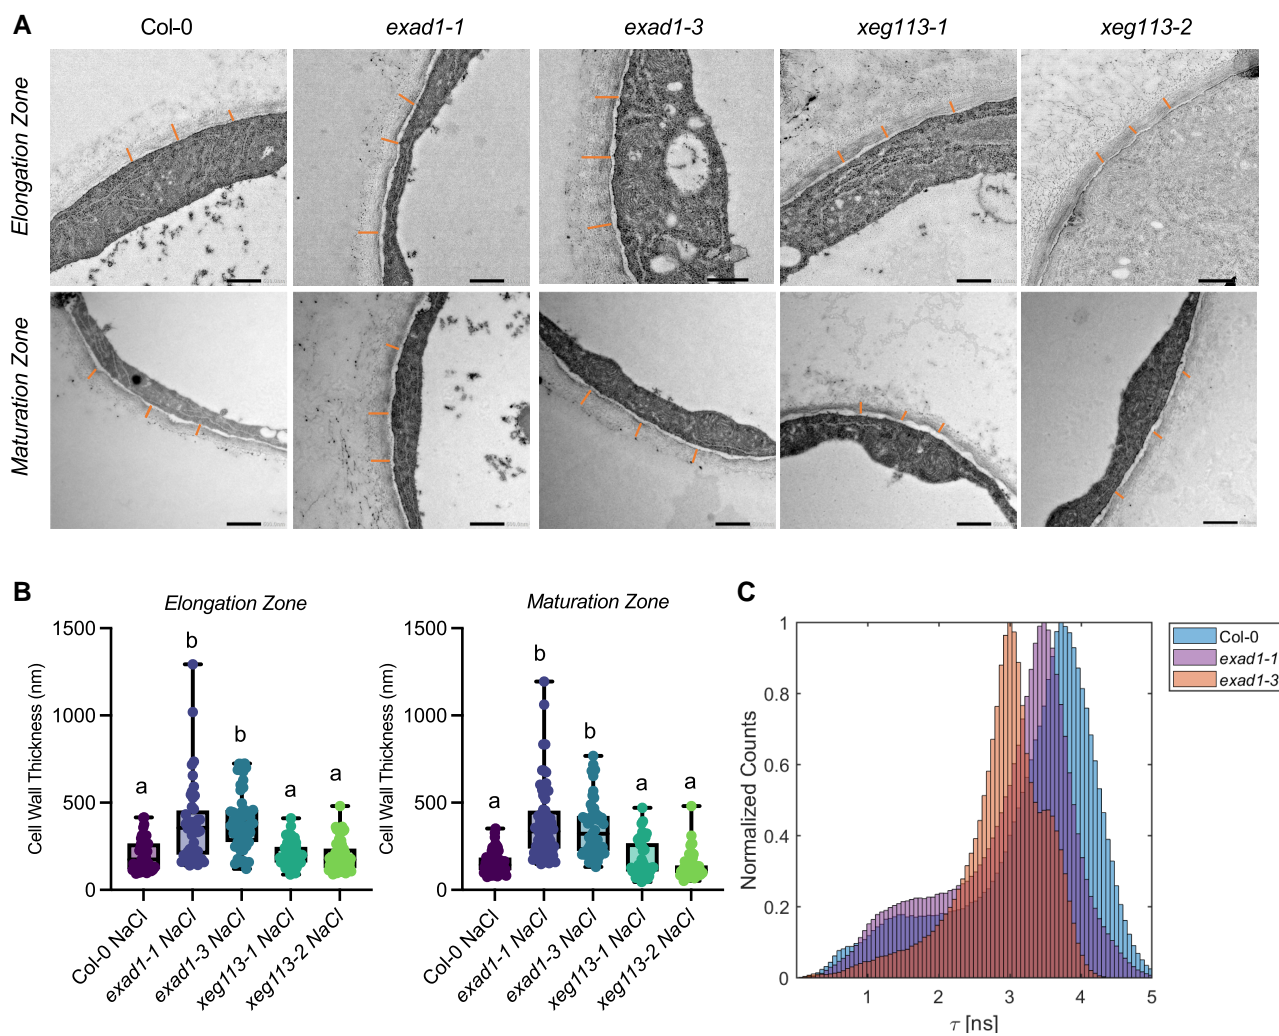 A
Col-0
exad1-1
exad1-3
xeg113-1
xeg113-2
Elongation Zone
Maturation Zone
B
Elongation Zone
Cell Wall Thickness (nm)
1500
1000
500
0
a
b
b
a
a
Col-0 NaCl
exad1-1 NaCl
exad1-3 NaCl
xeg113-1 NaCl
xeg113-2 NaCl
Maturation Zone
Cell Wall Thickness (nm)
1500
1000
500
0
a
b
b
a
a
Col-0 NaCl
exad1-1 NaCl
exad1-3 NaCl
xeg113-1 NaCl
xeg113-2 NaCl
C
Normalized Counts
1
0.8
0.6
0.4
0.2
0
1
2
3
4
5
τ [ns]
Col-0
exad1-1
exad1-3